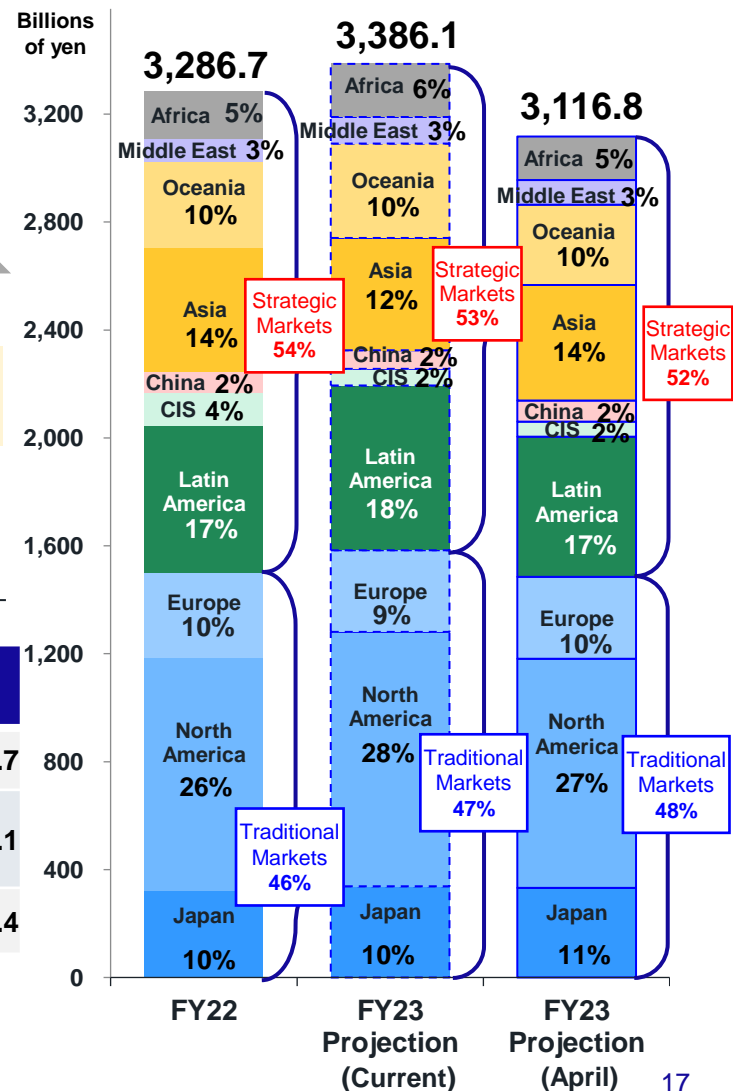 Billions
of yen
3,286.7
3,386.1
3,116.8
3,200
2,800
2,400
2,000
1,600
1,200
800
400
0
Africa 5%
Middle East 3%
Oceania
10%
Asia
14%
China 2%
CIS 4%
Latin
America
17%
Europe
10%
North
America
26%
Japan
10%
Strategic
Markets
54%
Traditional
Markets
46%
Africa 6%
Middle East 3%
Oceania
10%
Asia
12%
China 2%
CIS 2%
Latin
America
18%
Europe
9%
North
America
28%
Japan
10%
Strategic
Markets
53%
Traditional
Markets
47%
Africa 5%
Middle East 3%
Oceania
10%
Asia
14%
China 2%
CIS 2%
Latin
America
17%
Europe
10%
North
America
27%
Japan
11%
Strategic
Markets
52%
Traditional
Markets
48%
.7
.1
.4
FY22
FY23
Projection
(Current)
FY23
Projection
(April)
17